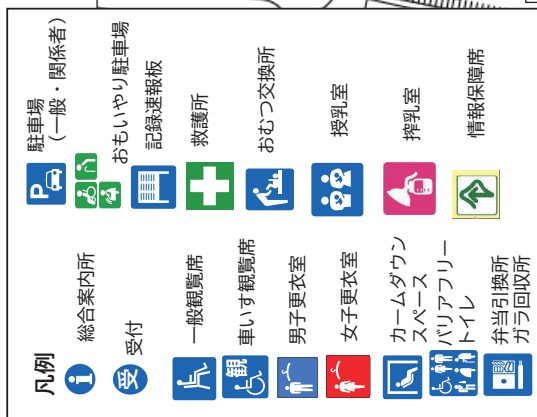 凡例
総合案内所
受
受付
一般観覧席
観
車いす観覧席
男子更衣室
女子更衣室
カームダウン
スペース
バリアフリー
トイレ
弁当引換所
ガラ回収所
P
駐車場
(一般・関係者)
おもいやり駐車場
記録速報板
救護所
おむつ交換所
授乳室
搾乳室
情報保障席